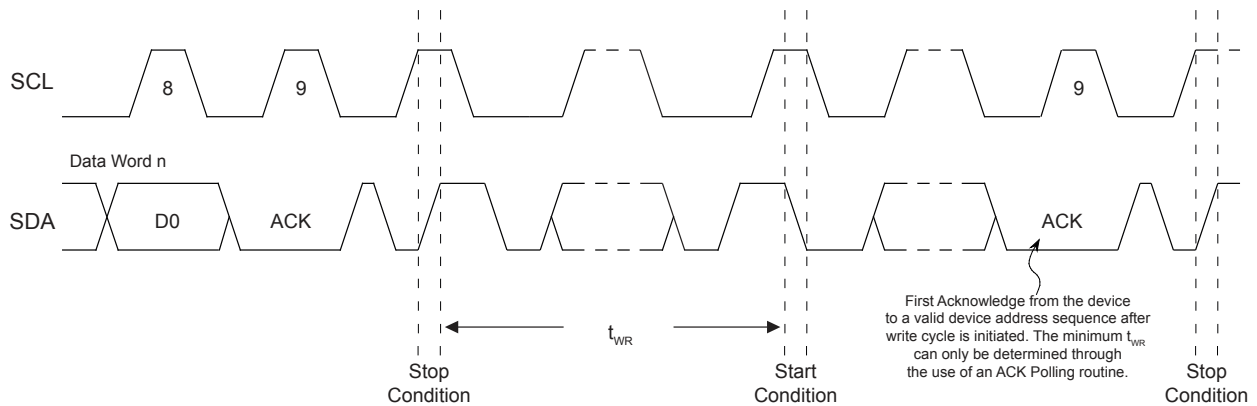 SCL
8
9
9
Data Word n
SDA
D0
ACK
ACK
First Acknowledge from the device
to a valid device address sequence after
write cycle is initiated. The minimum tWR
can only be determined through
the use of an ACK Polling routine.
tWR
Stop
Condition
Start
Condition
Stop
Condition